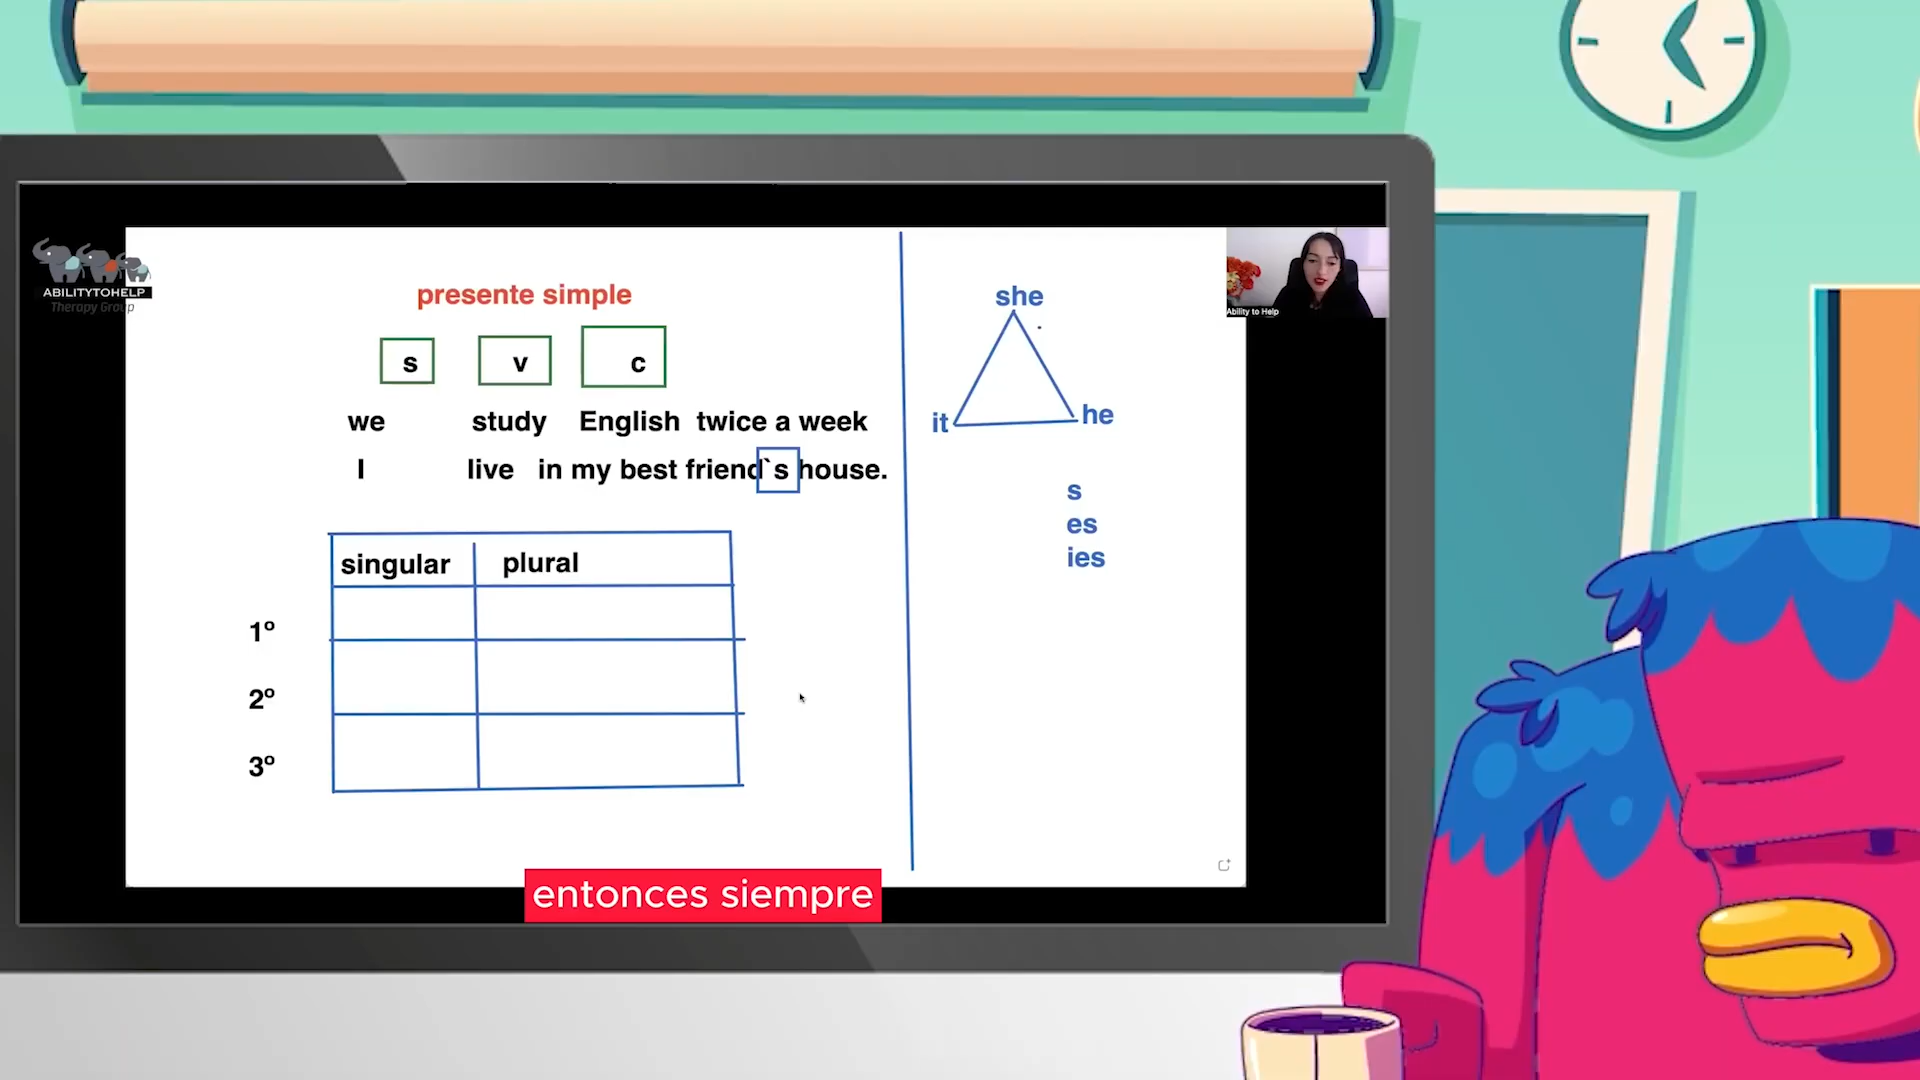 ABILITYTOHELP
Therapy Group
presente simple
s v c
we study English twice a week
I live in my best friend`s house.
singular plural
1º
2º
3º
she
it he
s
es
ies
Ability to Help
entonces siempre